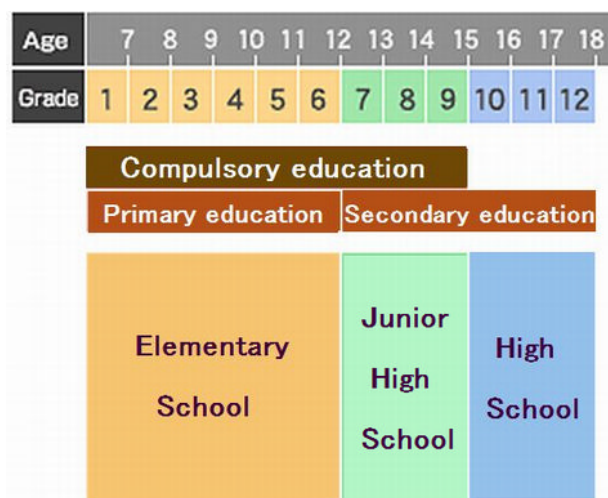 Age 7 8 9 10 11 12 13 14 15 16 17 18
Grade 1 2 3 4 5 6 7 8 9 10 11 12
Compulsory education
Primary education Secondary education
Elementary
School
Junior
High
School
High
School